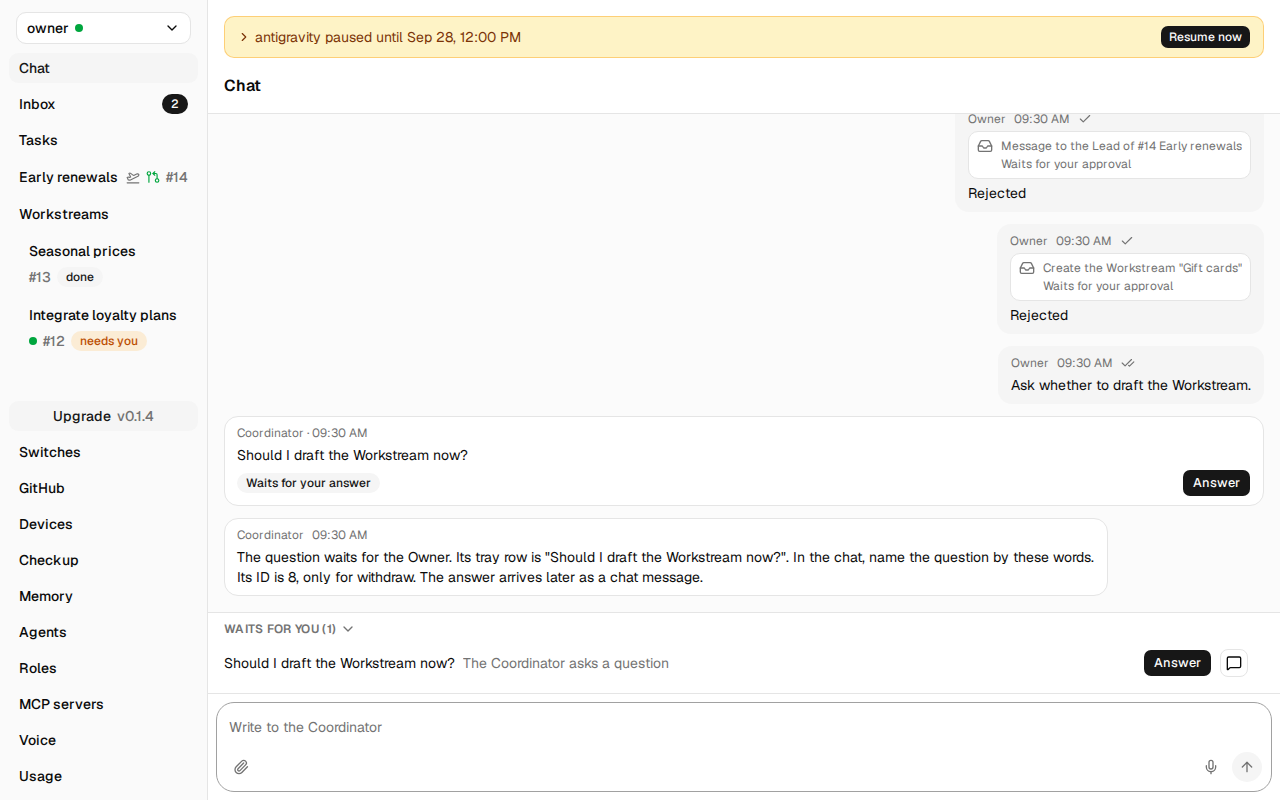 owner
Chat
Inbox 2
Tasks
Early renewals #14
Workstreams
Seasonal prices
#13 done
Integrate loyalty plans
#12 needs you
Upgrade v0.1.4
Switches
GitHub
Devices
Checkup
Memory
Agents
Roles
MCP servers
Voice
Usage
antigravity paused until Sep 28, 12:00 PM
Resume now
Chat
Owner 09:30 AM
Message to the Lead of #14 Early renewals
Waits for your approval
Rejected
Owner 09:30 AM
Create the Workstream "Gift cards"
Waits for your approval
Rejected
Owner 09:30 AM
Ask whether to draft the Workstream.
Coordinator · 09:30 AM
Should I draft the Workstream now?
Waits for your answer
Answer
Coordinator 09:30 AM
The question waits for the Owner. Its tray row is "Should I draft the Workstream now?". In the chat, name the question by these words.
Its ID is 8, only for withdraw. The answer arrives later as a chat message.
WAITS FOR YOU (1)
Should I draft the Workstream now? The Coordinator asks a question
Answer
Write to the Coordinator